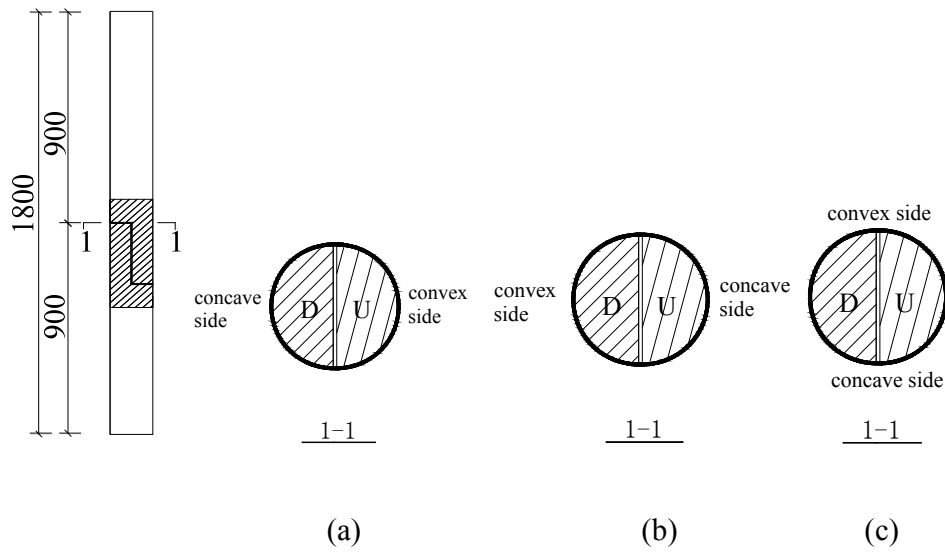 1800
900
900
1
1
concave
side
D
U
convex
side
1-1
(a)
convex
side
D
U
concave
side
1-1
(b)
convex side
D
U
concave side
1-1
(c)